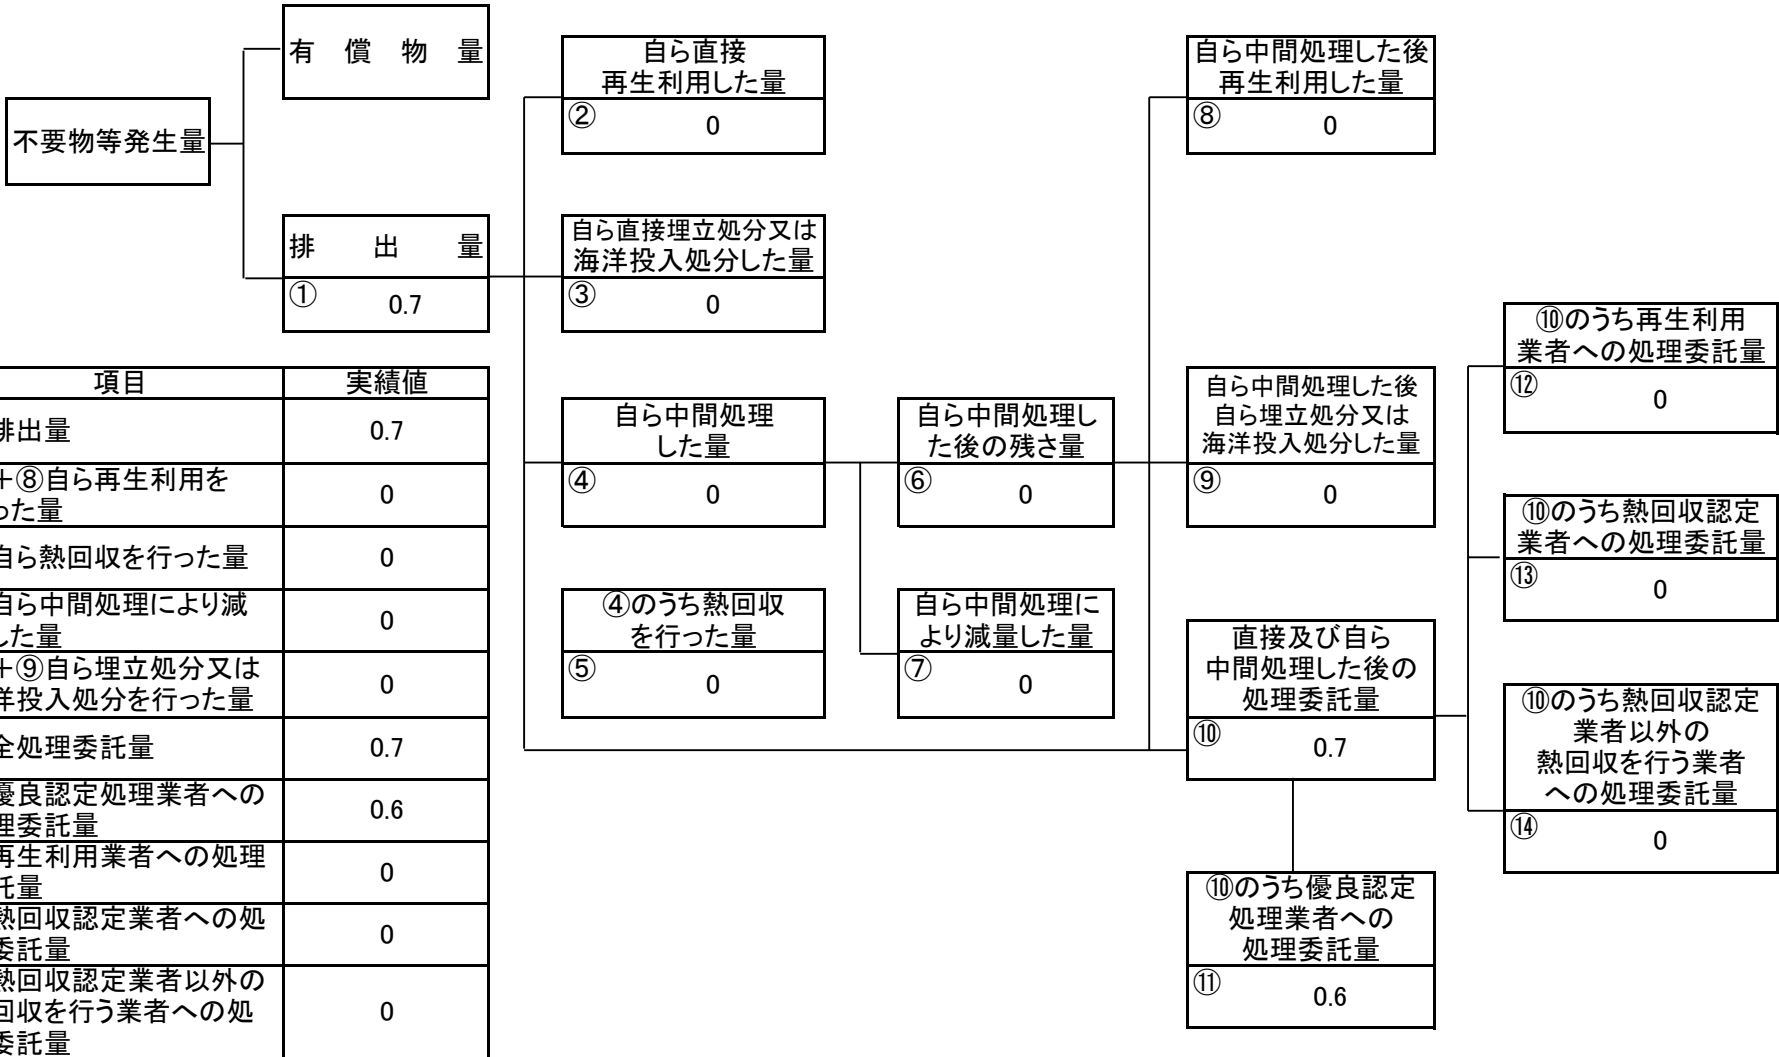 有償物量
不要物等発生量
排出量
① 0.7
自ら直接
再生利用した量
② 0
自ら直接埋立処分又は
海洋投入処分した量
③ 0
自ら中間処理
した量
④ 0
④のうち熱回収
を行った量
⑤ 0
自ら中間処理し
た後の残さ量
⑥ 0
自ら中間処理に
より減量した量
⑦ 0
自ら中間処理した後
再生利用した量
⑧ 0
自ら中間処理した後
自ら埋立処分又は
海洋投入処分した量
⑨ 0
直接及び自ら
中間処理した後の
処理委託量
⑩ 0.7
⑩のうち優良認定
処理業者への
処理委託量
⑪ 0.6
⑩のうち再生利用
業者への処理委託量
⑫ 0
⑩のうち熱回収認定
業者への処理委託量
⑬ 0
⑩のうち熱回収認定
業者以外の
熱回収を行う業者
への処理委託量
⑭ 0
項目 実績値
排出量 0.7
+⑧自ら再生利用を
った量 0
自ら熱回収を行った量 0
自ら中間処理により減
した量 0
+⑨自ら埋立処分又は
洋投入処分を行った量 0
全処理委託量 0.7
優良認定処理業者への
理委託量 0.6
再生利用業者への処理
託量 0
熱回収認定業者への処
委託量 0
熱回収認定業者以外の
回収を行う業者への処
委託量 0